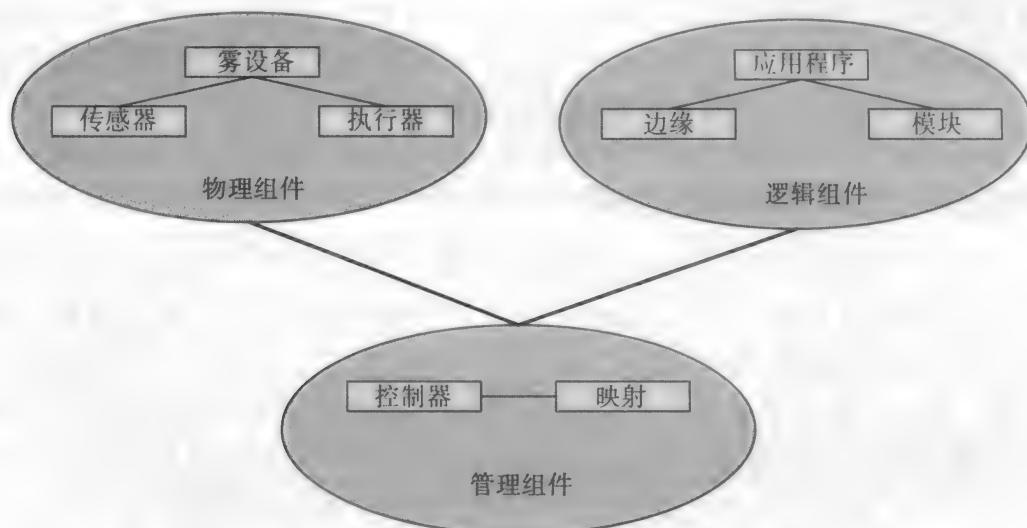 雾设备
传感器
执行器
物理组件
应用程序
边缘
模块
逻辑组件
控制器
映射
管理组件